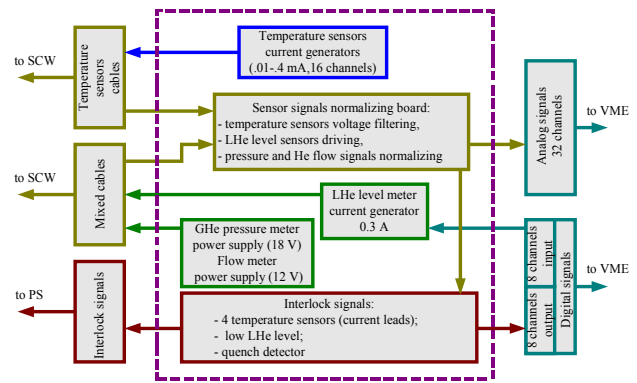 to SCW
Temperature
sensors
cables
Temperature sensors
current generators
(.01-.4 mA,16 channels)
Sensor signals normalizing board:
- temperature sensors voltage filtering,
- LHe level sensors driving,
- pressure and He flow signals normalizing
Analog signals
32 channels
to VME
to SCW
Mixed cables
LHe level meter
current generator
0.3 A
GHe pressure meter
power supply (18 V)
Flow meter
power supply (12 V)
8 channels
input
8 channels
output
Digital signals
to VME
to PS
Interlock signals
Interlock signals:
- 4 temperature sensors (current leads);
- low LHe level;
- quench detector